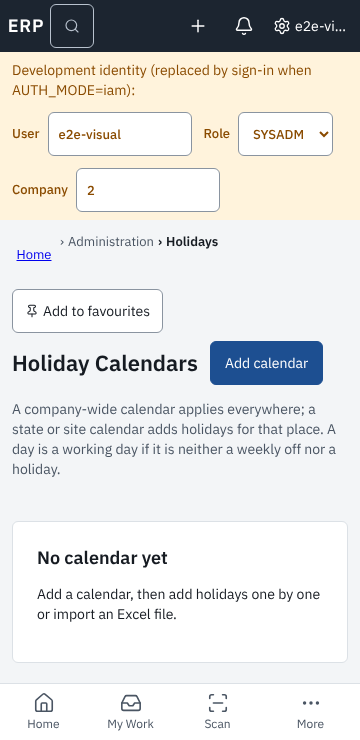 ERP e2e-vi...
Development identity (replaced by sign-in when
AUTH_MODE=iam):
User e2e-visual Role SYSADM
Company 2
Home › Administration › Holidays
Add to favourites
Holiday Calendars Add calendar
A company-wide calendar applies everywhere; a
state or site calendar adds holidays for that place. A
day is a working day if it is neither a weekly off nor a
holiday.
No calendar yet
Add a calendar, then add holidays one by one
or import an Excel file.
Home My Work Scan More